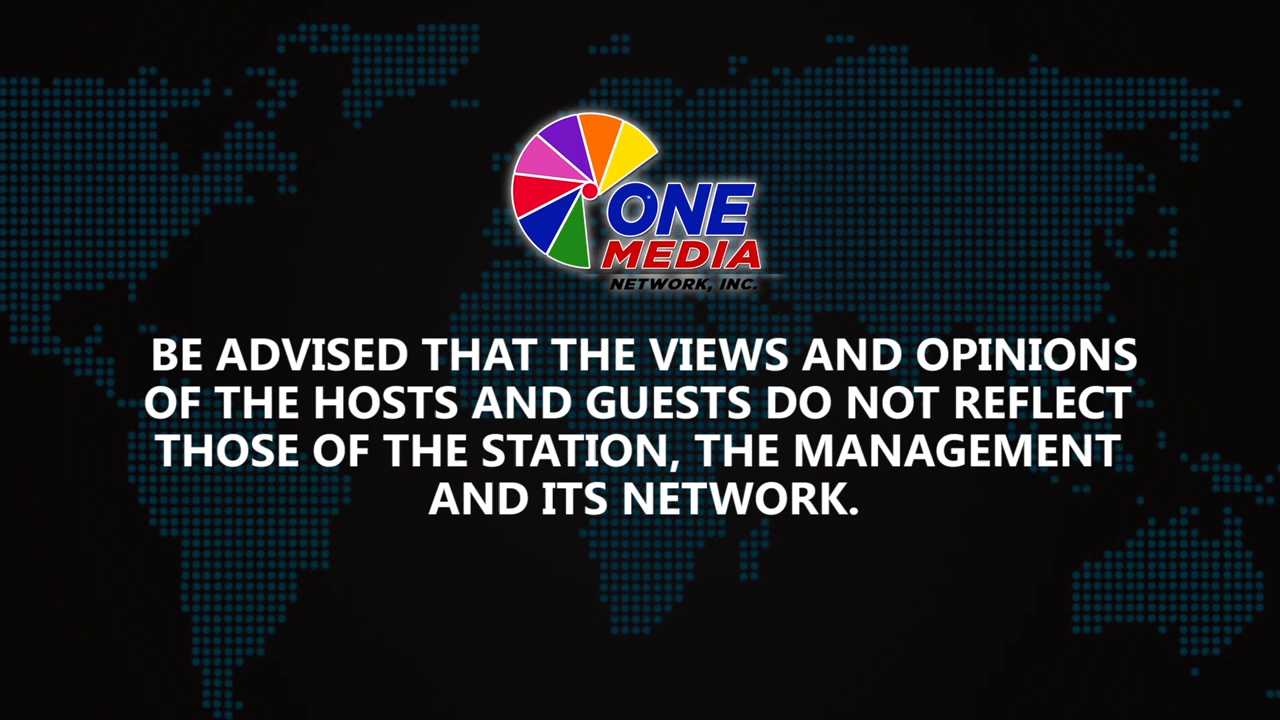 ONE
MEDIA
NETWORK, INC.
BE ADVISED THAT THE VIEWS AND OPINIONS
OF THE HOSTS AND GUESTS DO NOT REFLECT
THOSE OF THE STATION, THE MANAGEMENT
AND ITS NETWORK.